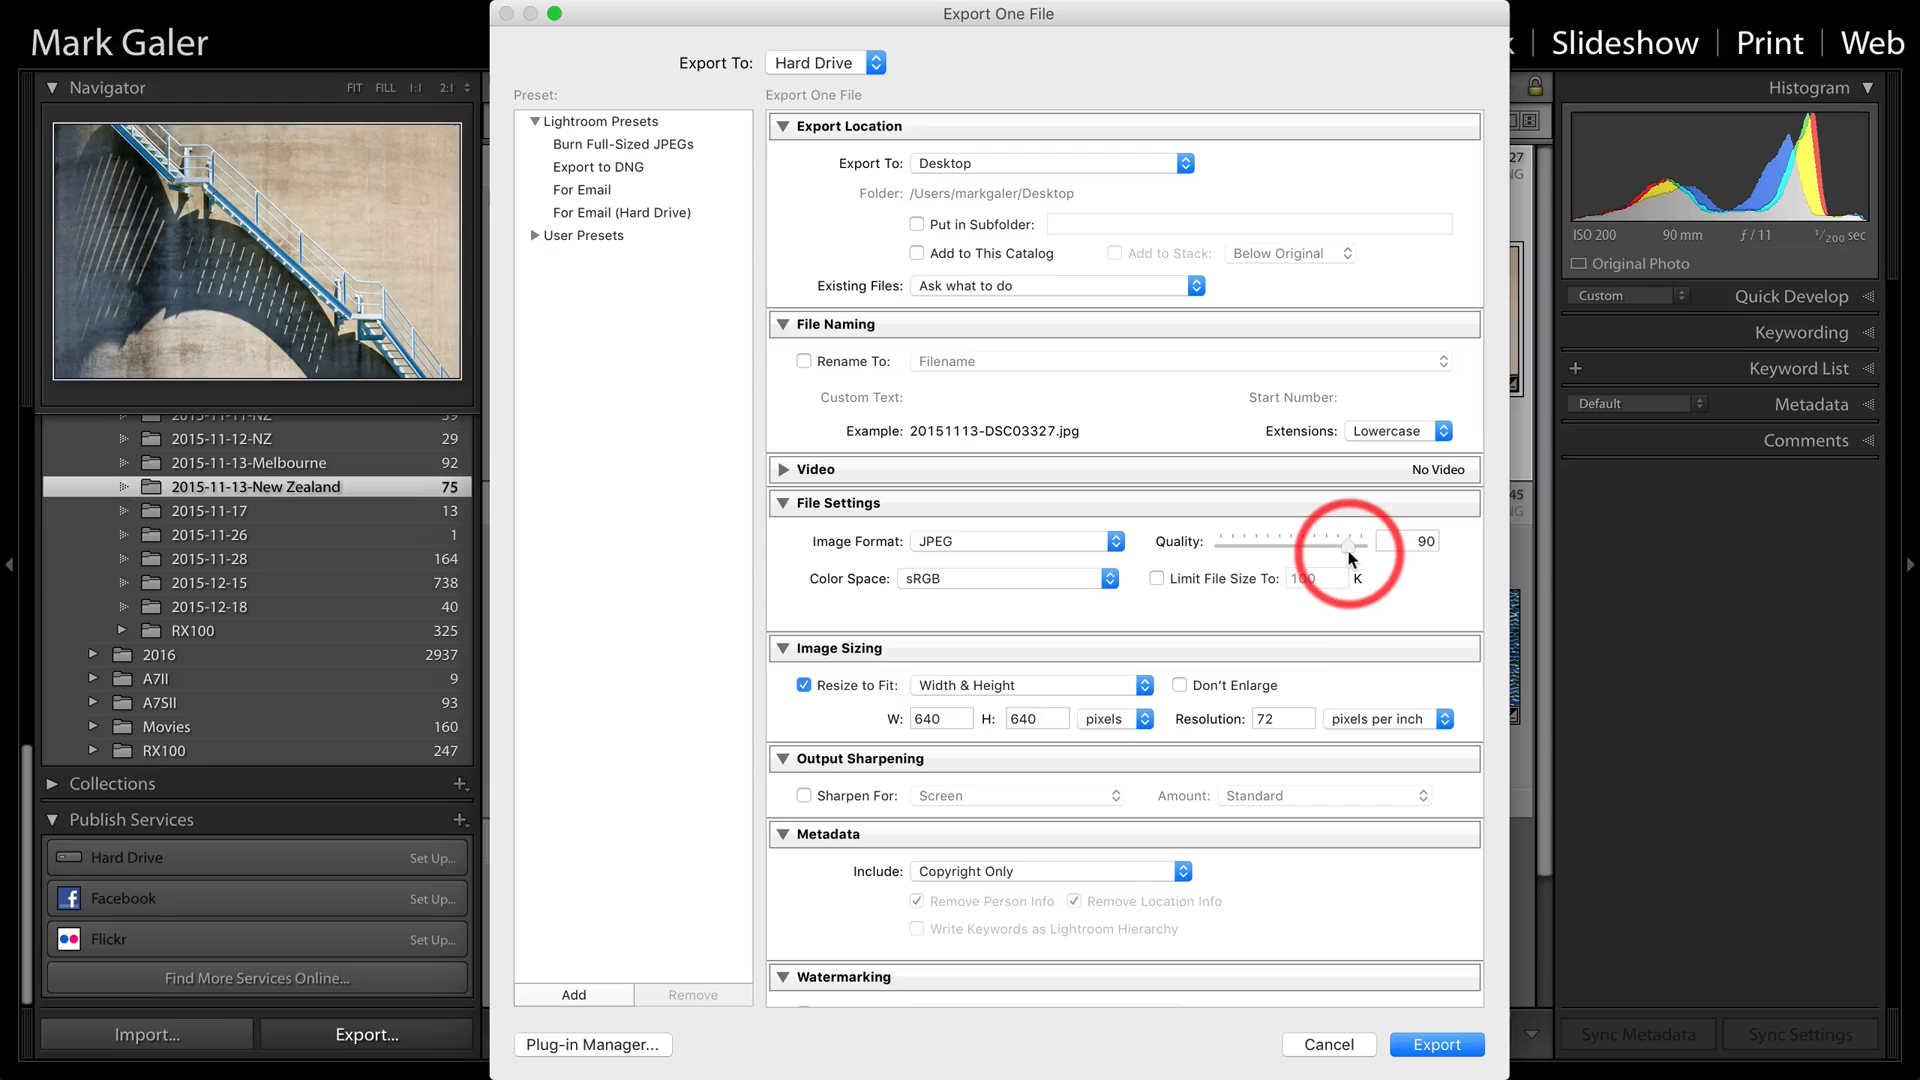 Mark Galer
Slideshow | Print | Web
Export One File
Export To: Hard Drive
Navigator FIT FILL 1:1 2:1
Preset:
Lightroom Presets
Burn Full-Sized JPEGs
Export to DNG
For Email
For Email (Hard Drive)
User Presets
Export One File
Export Location
Export To: Desktop
Folder: /Users/markgaler/Desktop
Put in Subfolder:
Add to This Catalog Add to Stack: Below Original
Existing Files: Ask what to do
File Naming
Rename To: Filename
Custom Text: Start Number:
Example: 20151113-DSC03327.jpg Extensions: Lowercase
Video No Video
File Settings
Image Format: JPEG Quality: 90
Color Space: sRGB Limit File Size To: 100 K
Image Sizing
Resize to Fit: Width & Height Don't Enlarge
W: 640 H: 640 pixels Resolution: 72 pixels per inch
Output Sharpening
Sharpen For: Screen Amount: Standard
Metadata
Include: Copyright Only
Remove Person Info Remove Location Info
Write Keywords as Lightroom Hierarchy
Watermarking
Add Remove
Plug-in Manager... Cancel Export
2015-11-11-NZ 39
2015-11-12-NZ 29
2015-11-13-Melbourne 92
2015-11-13-New Zealand 75
2015-11-17 13
2015-11-26 1
2015-11-28 164
2015-12-15 738
2015-12-18 40
RX100 325
2016 2937
A7II 9
A7SII 93
Movies 160
RX100 247
Collections
Publish Services
Hard Drive Set Up...
Facebook Set Up...
Flickr Set Up...
Find More Services Online...
Import... Export...
Histogram
ISO 200 90 mm ƒ / 11 1/200 sec
Original Photo
Custom Quick Develop
Keywording
Keyword List
Default Metadata
Comments
Sync Metadata Sync Settings